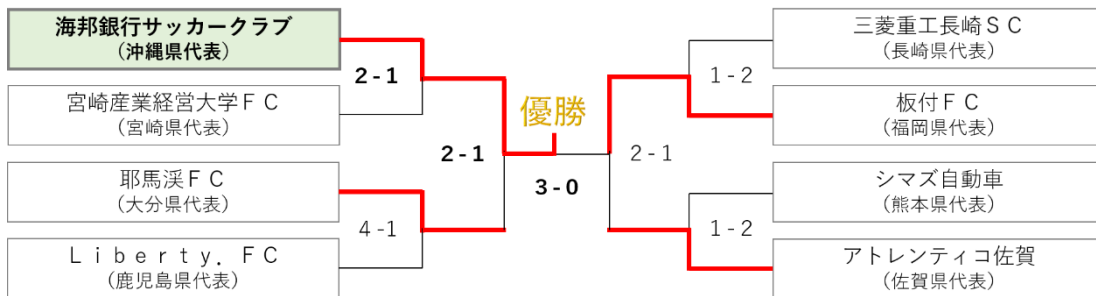 海邦銀行サッカークラブ
(沖縄県代表)
2-1
宮崎産業経営大学ＦＣ
(宮崎県代表)
2-1
耶馬渓ＦＣ
(大分県代表)
4-1
Ｌｉｂｅｒｔｙ．ＦＣ
(鹿児島県代表)
優勝
3-0
三菱重工長崎ＳＣ
(長崎県代表)
1-2
板付ＦＣ
(福岡県代表)
2-1
シマズ自動車
(熊本県代表)
1-2
アトレンティコ佐賀
(佐賀県代表)